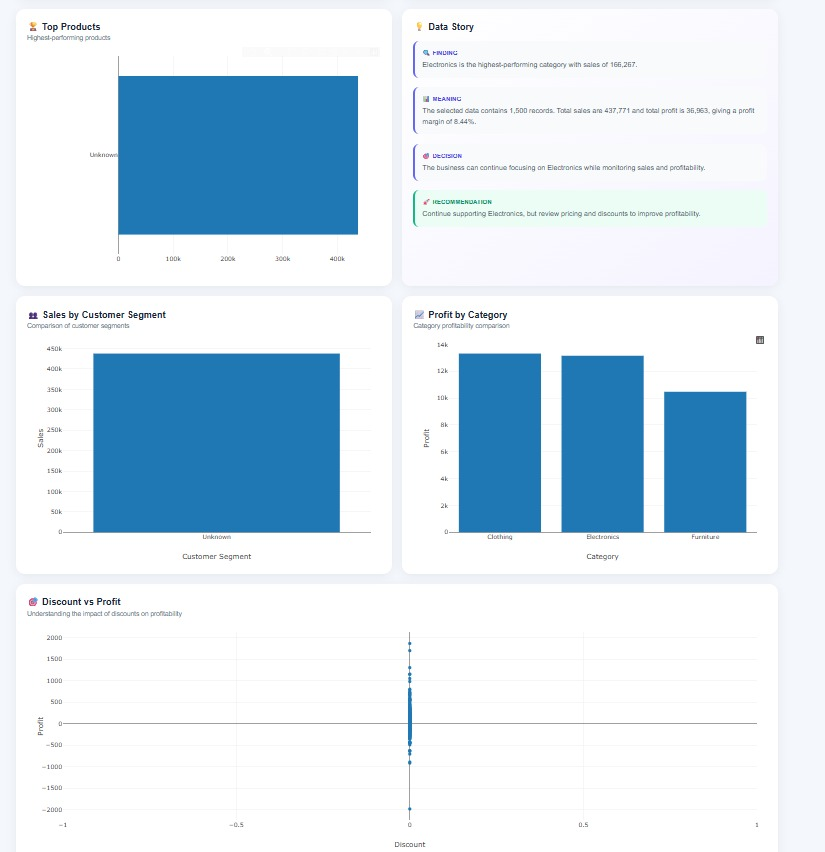 Top Products
Highest-performing products
Unknown
0 100k 200k 300k 400k
Data Story
FINDING
Electronics is the highest-performing category with sales of 166,267.
MEANING
The selected data contains 1,500 records. Total sales are 437,771 and total profit is 36,963, giving a profit
margin of 8.44%.
DECISION
The business can continue focusing on Electronics while monitoring sales and profitability.
RECOMMENDATION
Continue supporting Electronics, but review pricing and discounts to improve profitability.
Sales by Customer Segment
Comparison of customer segments
450k
400k
350k
300k
250k
200k
150k
100k
50k
0
Sales
Unknown
Customer Segment
Profit by Category
Category profitability comparison
14k
12k
10k
8k
6k
4k
2k
0
Profit
Clothing Electronics Furniture
Category
Discount vs Profit
Understanding the impact of discounts on profitability
2000
1500
1000
500
0
−500
−1000
−1500
−2000
Profit
−1 −0.5 0 0.5 1
Discount